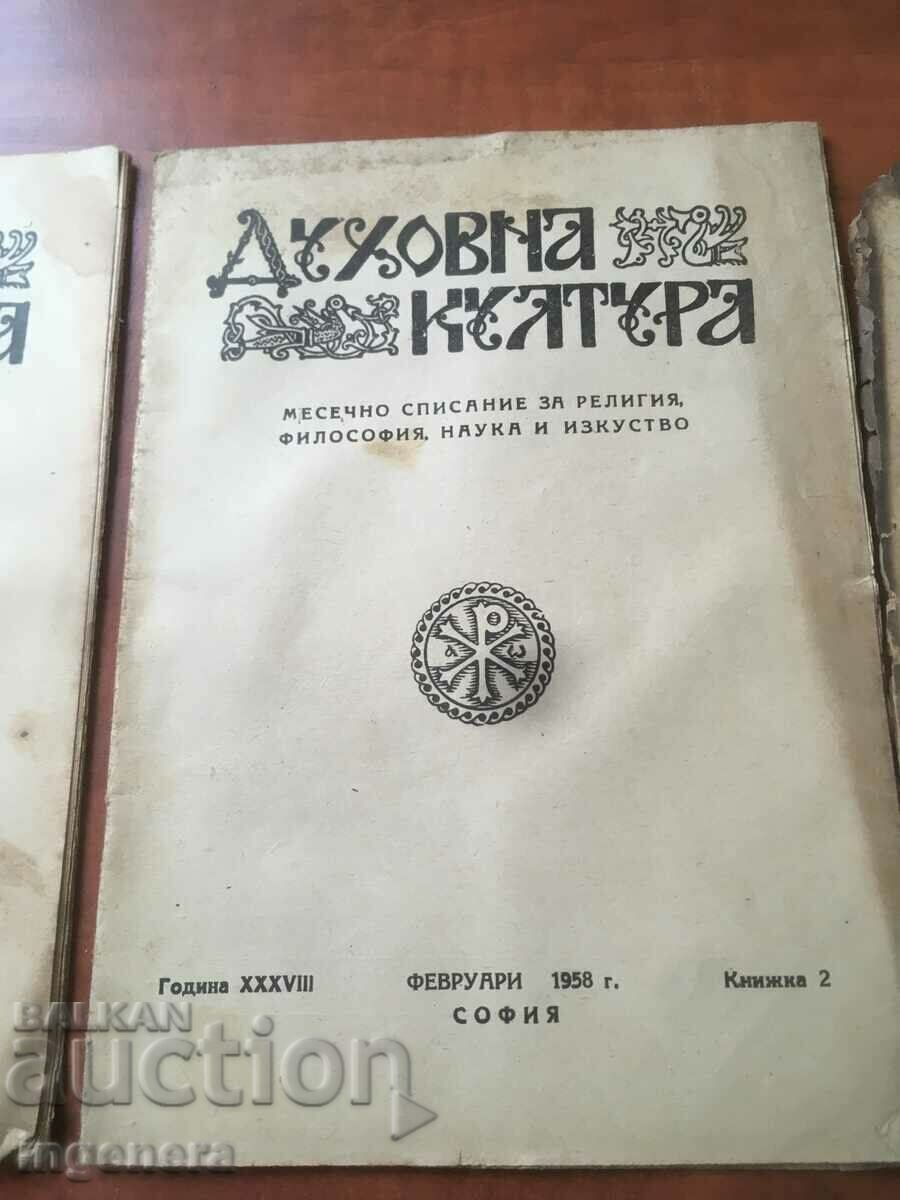 ДУХОВНА
КУЛТУРА
МЕСЕЧНО СПИСАНИЕ ЗА РЕЛИГИЯ,
ФИЛОСОФИЯ, НАУКА И ИЗКУСТВО
Р
α ω
Година XXXVIII ФЕВРУАРИ 1958 г. Книжка 2
СОФИЯ
А
BALKAN
auction
ingenera